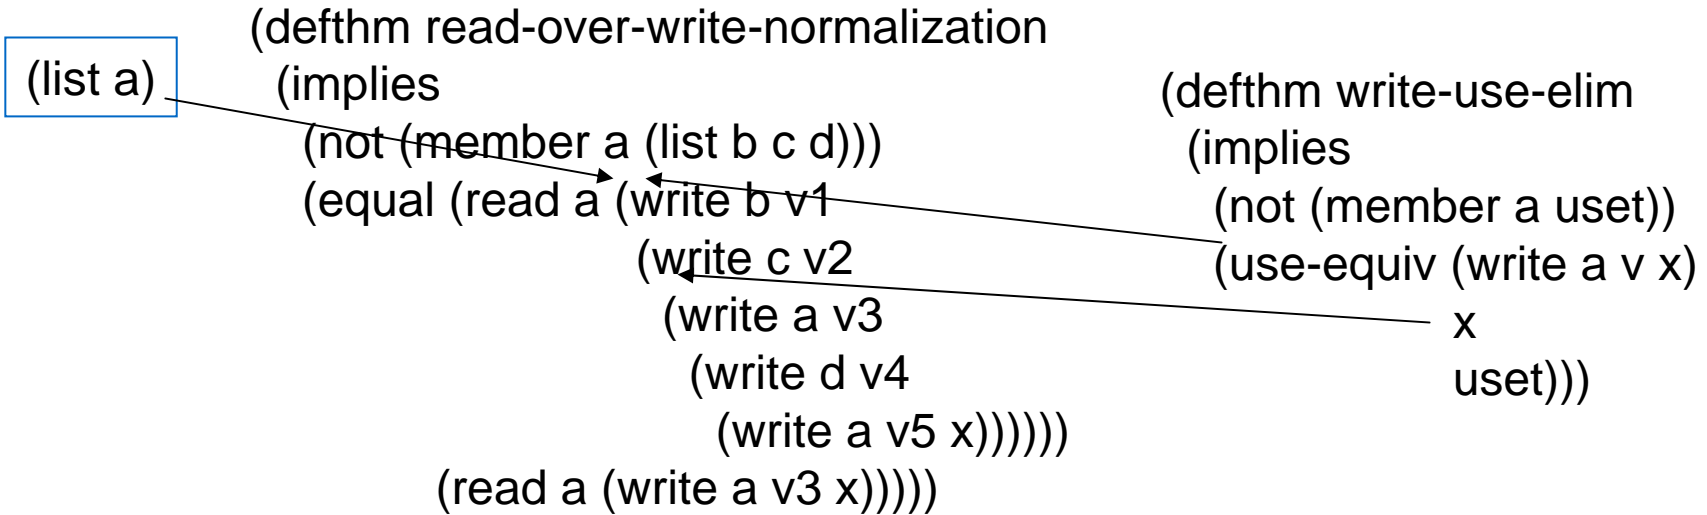 (list a)
(defthm read-over-write-normalization
(implies
(not (member a (list b c d)))
(equal (read a (write b v1
(write c v2
(write a v3
(write d v4
(write a v5 x))))))
(read a (write a v3 x)))))
(defthm write-use-elim
(implies
(not (member a uset))
(use-equiv (write a v x)
x
uset)))